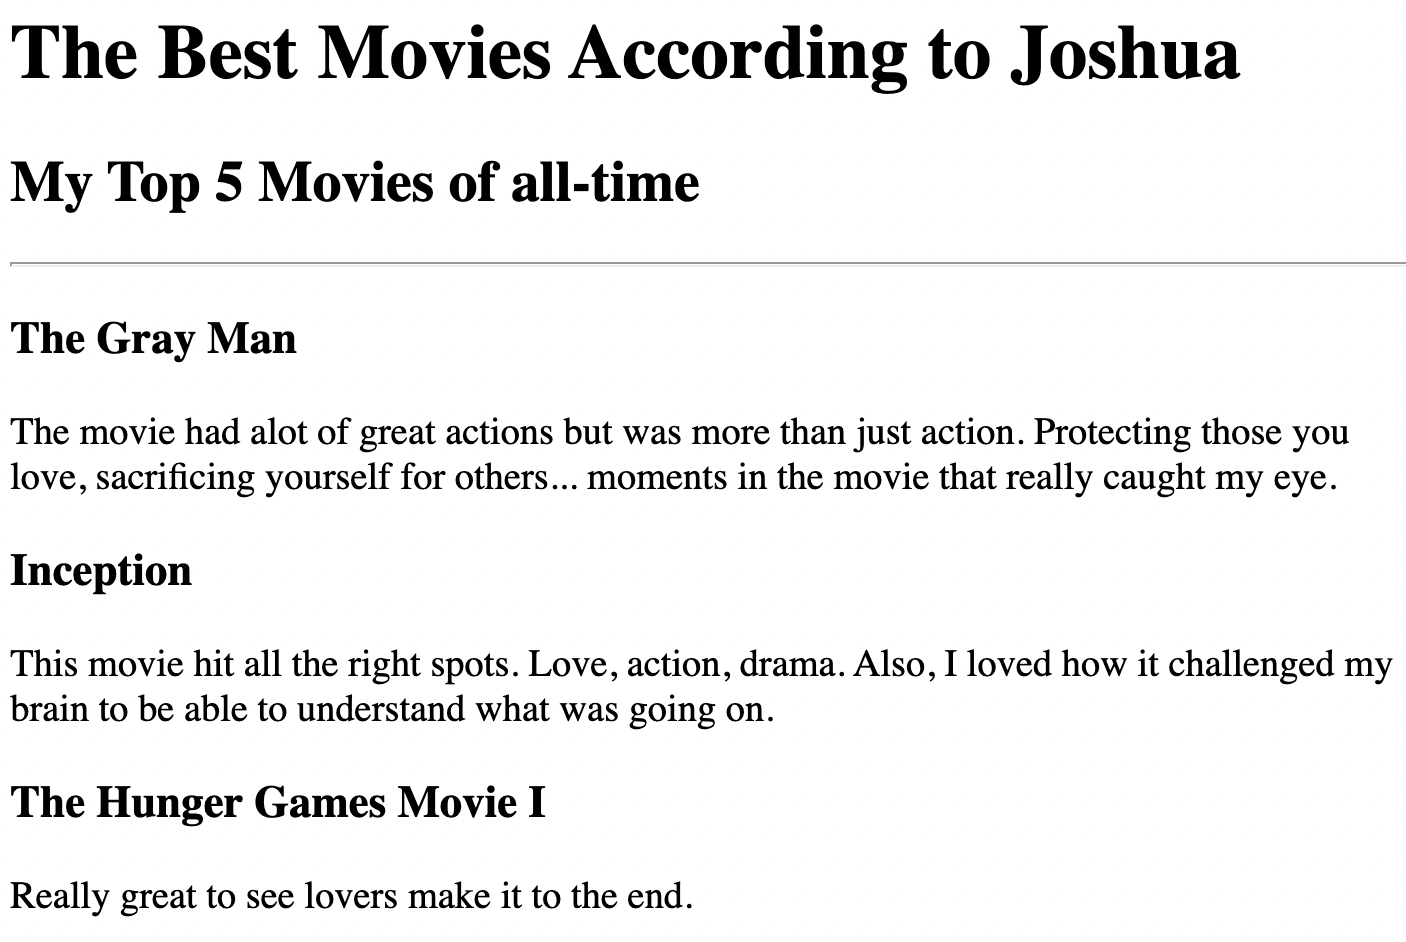 The Best Movies According to Joshua
My Top 5 Movies of all-time
The Gray Man
The movie had alot of great actions but was more than just action. Protecting those you
love, sacrificing yourself for others... moments in the movie that really caught my eye.
Inception
This movie hit all the right spots. Love, action, drama. Also, I loved how it challenged my
brain to be able to understand what was going on.
The Hunger Games Movie I
Really great to see lovers make it to the end.